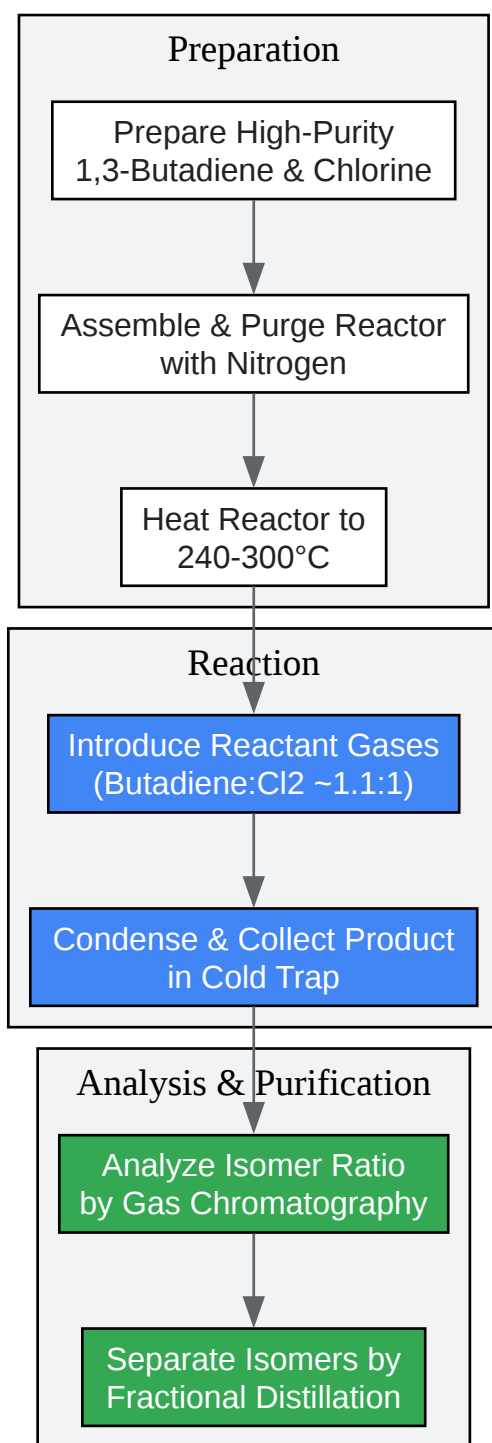 Preparation
Prepare High-Purity
1,3-Butadiene & Chlorine
Assemble & Purge Reactor
with Nitrogen
Heat Reactor to
240-300°C
Reaction
Introduce Reactant Gases
(Butadiene:Cl2 ~1.1:1)
Condense & Collect Product
in Cold Trap
Analysis & Purification
Analyze Isomer Ratio
by Gas Chromatography
Separate Isomers by
Fractional Distillation